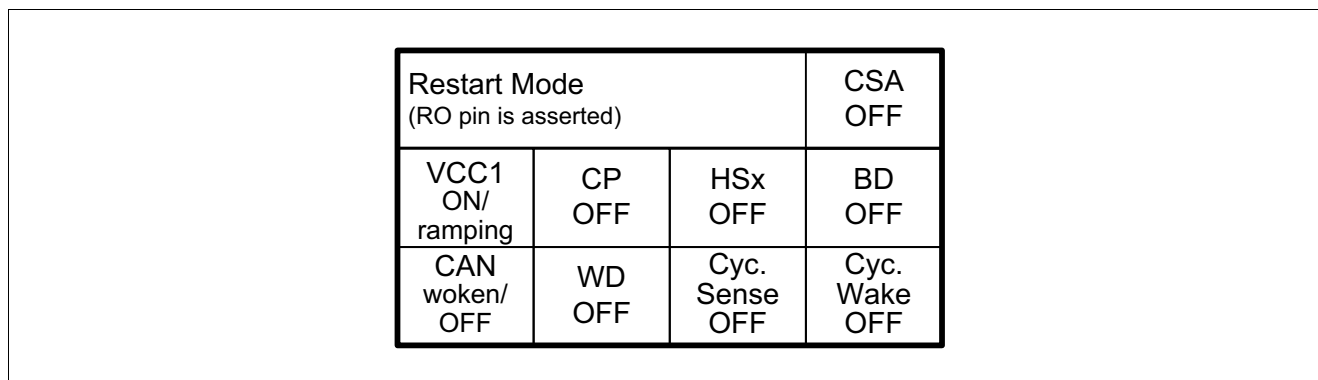 Restart Mode
(RO pin is asserted)
CSA
OFF
VCC1
ON/
ramping
CP
OFF
HSx
OFF
BD
OFF
CAN
woken/
OFF
WD
OFF
Cyc.
Sense
OFF
Cyc.
Wake
OFF